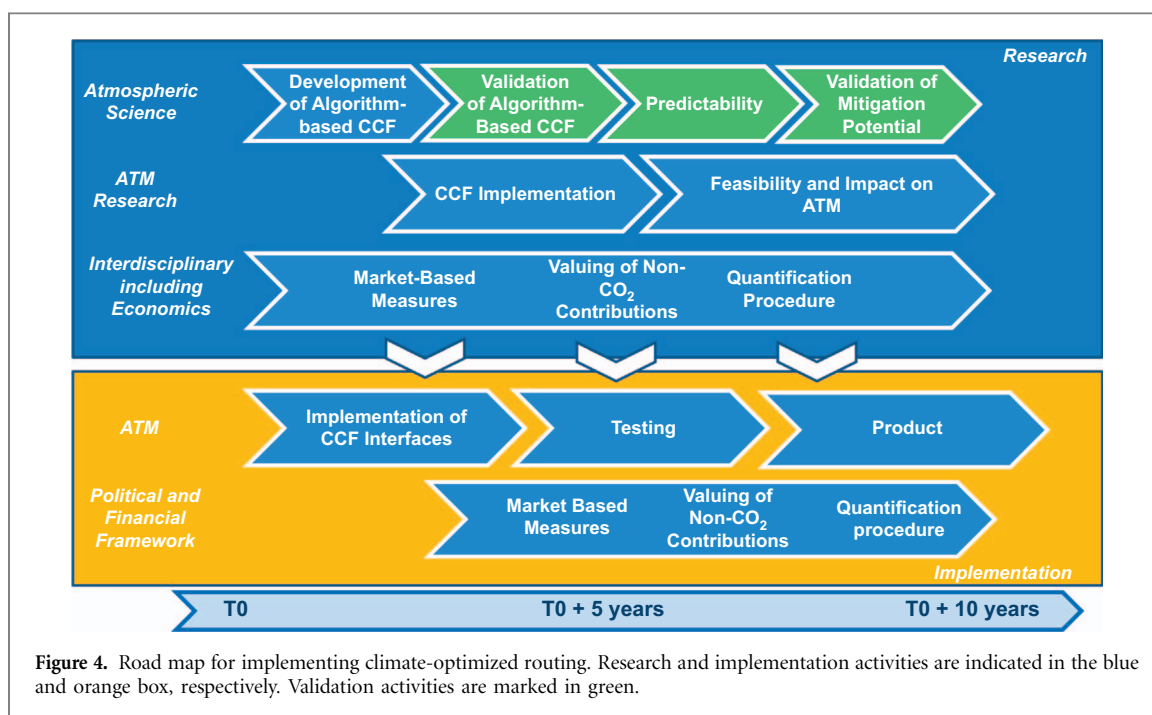 Research
Atmospheric
Science
Development
of Algorithm-
based CCF
Validation
of Algorithm-
Based CCF
Predictability
Validation of
Mitigation
Potential
ATM
Research
CCF Implementation
Feasibility and Impact on
ATM
Interdisciplinary
including
Economics
Market-Based
Measures
Valuing of Non-
CO₂
Contributions
Quantification
Procedure
ATM
Implementation of
CCF Interfaces
Testing
Product
Political and
Financial
Framework
Market Based
Measures
Valuing of
Non-CO₂
Contributions
Quantification
procedure
Implementation
T0
T0 + 5 years
T0 + 10 years
Figure 4. Road map for implementing climate-optimized routing. Research and implementation activities are indicated in the blue
and orange box, respectively. Validation activities are marked in green.